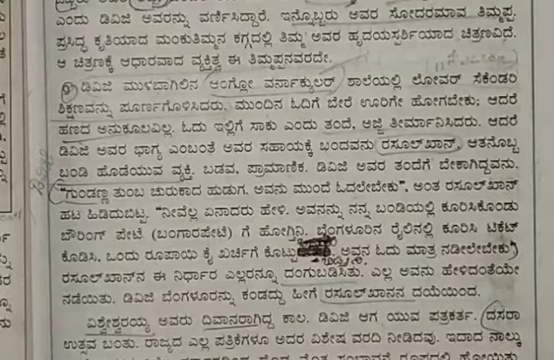 ಎಂದು ಡಿವಿಜಿ ಅವರನ್ನು ವರ್ಣಿಸಿದ್ದಾರೆ. ಇನ್ನೊಬ್ಬರು ಅವರ ಸೋದರಮಾವ ತಿಮ್ಮಪ್ಪ.
ಪ್ರಸಿದ್ಧ ಕೃತಿಯಾದ ಮಂಕುತಿಮ್ಮನ ಕಗ್ಗದಲ್ಲಿ ತಿಮ್ಮ ಅವರ ಹೃದಯಸ್ಪರ್ಶಿಯಾದ ಚಿತ್ರಣವಿದೆ.
ಆ ಚಿತ್ರಣಕ್ಕೆ ಆಧಾರವಾದ ವ್ಯಕ್ತಿತ್ವ ಈ ತಿಮ್ಮಪ್ಪನವರದೇ.
ಡಿವಿಜಿ ಮುಳಬಾಗಿಲಿನ ಆಂಗ್ಲೋ ವರ್ನಾಕ್ಯುಲರ್ ಶಾಲೆಯಲ್ಲಿ ಲೋವರ್ ಸೆಕೆಂಡರಿ
ಶಿಕ್ಷಣವನ್ನು ಪೂರ್ಣಗೊಳಿಸಿದರು. ಮುಂದಿನ ಓದಿಗೆ ಬೇರೆ ಊರಿಗೇ ಹೋಗಬೇಕು; ಆದರೆ
ಹಣದ ಅನುಕೂಲವಿಲ್ಲ. ಓದು ಇಲ್ಲಿಗೆ ಸಾಕು ಎಂದು ತಂದೆ, ಅಜ್ಜಿ ತೀರ್ಮಾನಿಸಿದರು. ಆದರೆ
ಡಿವಿಜಿ ಅವರ ಭಾಗ್ಯ ಎಂಬಂತೆ ಅವರ ಸಹಾಯಕ್ಕೆ ಬಂದವನು ರಸೂಲ್‌ಖಾನ್. ಆತನೊಬ್ಬ
ಬಂಡಿ ಹೊಡೆಯುವ ವ್ಯಕ್ತಿ. ಬಡವ, ಪ್ರಾಮಾಣಿಕ. ಡಿವಿಜಿ ಅವರ ತಂದೆಗೆ ಬೇಕಾಗಿದ್ದವನು.
"ಗುಂಡಣ್ಣ ತುಂಬ ಚುರುಕಾದ ಹುಡುಗ. ಅವನು ಮುಂದೆ ಓದಲೇಬೇಕು", ಅಂತ ರಸೂಲ್‌ಖಾನ್
ಹಟ ಹಿಡಿದುಬಿಟ್ಟ. "ನೀವೆಲ್ಲ ಏನಾದರು ಹೇಳಿ. ಅವನನ್ನು ನನ್ನ ಬಂಡಿಯಲ್ಲಿ ಕೂರಿಸಿಕೊಂಡು
ಬೌರಿಂಗ್ ಪೇಟೆ (ಬಂಗಾರಪೇಟೆ) ಗೆ ಹೋಗ್ತಿನಿ. ಬೆಂಗಳೂರಿನ ರೈಲಿನಲ್ಲಿ ಕೂರಿಸಿ ಟಿಕೆಟ್
ಕೊಡಿಸಿ, ಒಂದು ರೂಪಾಯಿ ಕೈ ಖರ್ಚಿಗೆ ಅವನ ಓದು ಮಾತ್ರ ನಡೀಲೇಬೇಕು
ರಸೂಲ್‌ಖಾನ್‌ನ ಈ ನಿರ್ಧಾರ ಎಲ್ಲರನ್ನೂ ದಂಗುಬಡಿಸಿತು. ಎಲ್ಲ ಅವನು ಹೇಳಿದಂತೆಯೇ
ನಡೆಯಿತು. ಡಿವಿಜಿ ಬೆಂಗಳೂರನ್ನು ಕಂಡದ್ದು ಹೀಗೆ ರಸೂಲ್‌ಖಾನನ ದಯೆಯಿಂದ.
ವಿಶ್ವೇಶ್ವರಯ್ಯ ಅವರು ದಿವಾನರಾಗಿದ್ದ ಕಾಲ. ಡಿವಿಜಿ ಆಗ ಯುವ ಪತ್ರಕರ್ತ. ದಸರಾ
ಉತ್ಸವ ಬಂತು. ರಾಜ್ಯದ ಎಲ್ಲ ಪತ್ರಿಕೆಗಳೂ ಅದರ ವಿಶೇಷ ವರದಿ ನೀಡಿದವು. ಇದಾದ ನಾಲ್ಕು